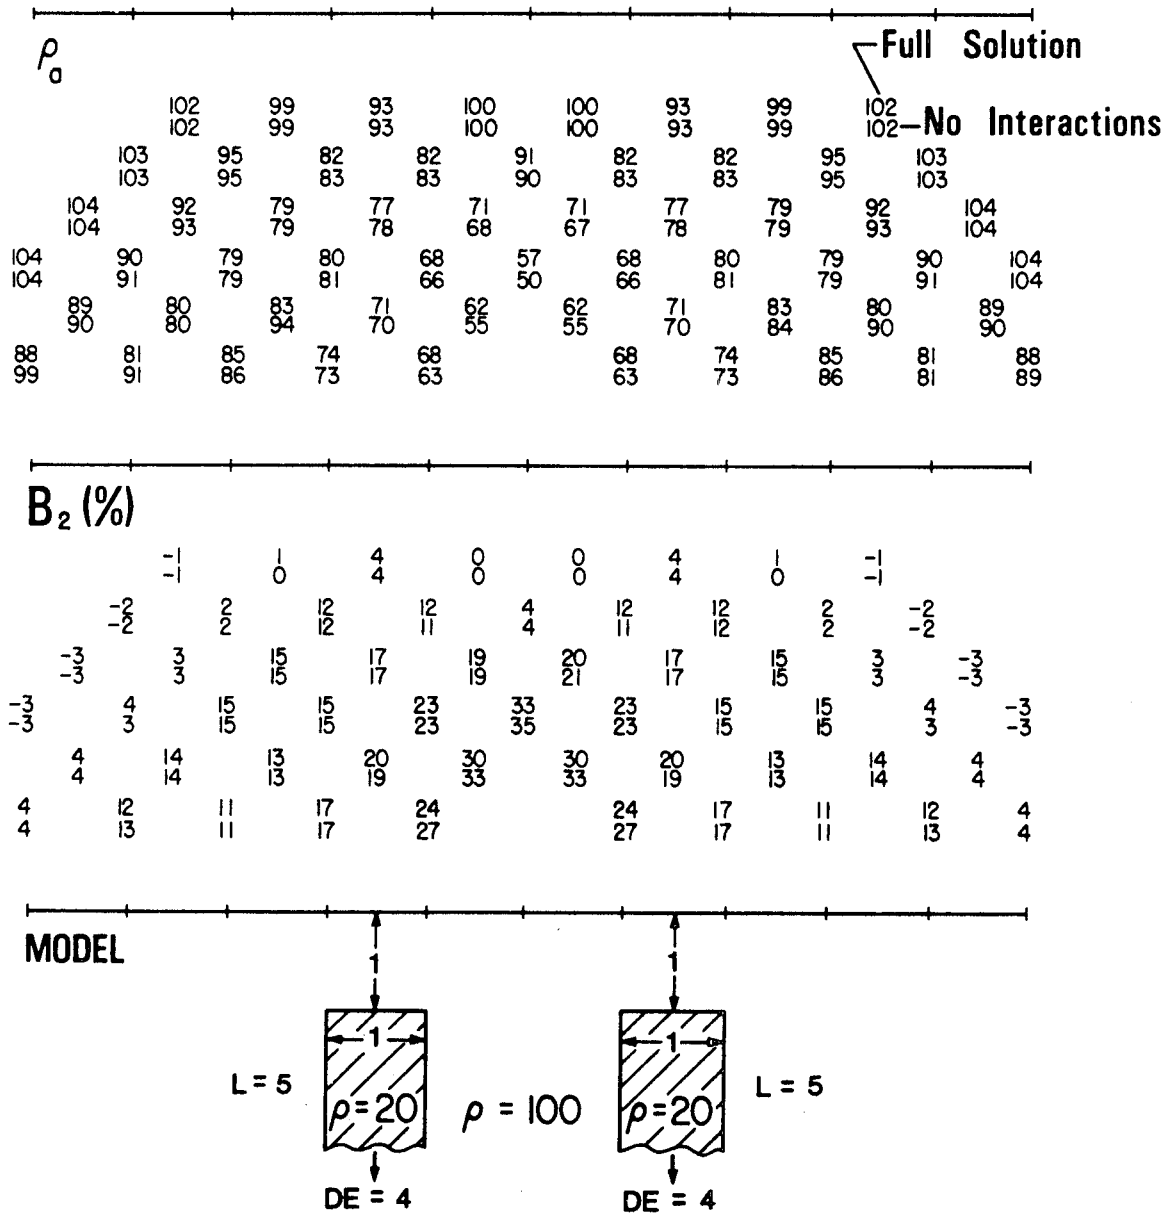 ρa
Full Solution
102 99 93 100 100 93 99 102
102 99 93 100 100 93 99 102 No Interactions
103 95 82 82 91 82 82 95 103
103 95 83 83 90 83 83 95 103
104 92 79 77 71 71 77 79 92 104
104 93 79 78 68 67 78 79 93 104
104 90 79 80 68 57 68 80 79 90 104
104 91 79 81 66 50 66 81 79 91 104
89 80 83 71 62 62 71 83 80 89
90 80 94 70 55 55 70 84 90 90
88 81 85 74 68 68 74 85 81 88
99 91 86 73 63 63 73 86 81 89
B2 (%)
-1 1 4 0 0 4 1 -1
-1 0 4 0 0 4 0 -1
-2 2 12 12 4 12 12 2 -2
-2 2 12 11 4 11 12 2 -2
-3 3 15 17 19 20 17 15 3 -3
-3 3 15 17 19 21 17 15 3 -3
-3 4 15 15 23 33 23 15 15 4 -3
-3 3 15 15 23 35 23 15 15 3 -3
4 14 13 20 30 30 20 13 14 4
4 14 13 19 33 33 19 13 14 4
4 12 11 17 24 24 17 11 12 4
4 13 11 17 27 27 17 11 13 4
MODEL
1 1
1 1
L = 5 L = 5
ρ=20 ρ = 100 ρ=20
DE = 4 DE = 4